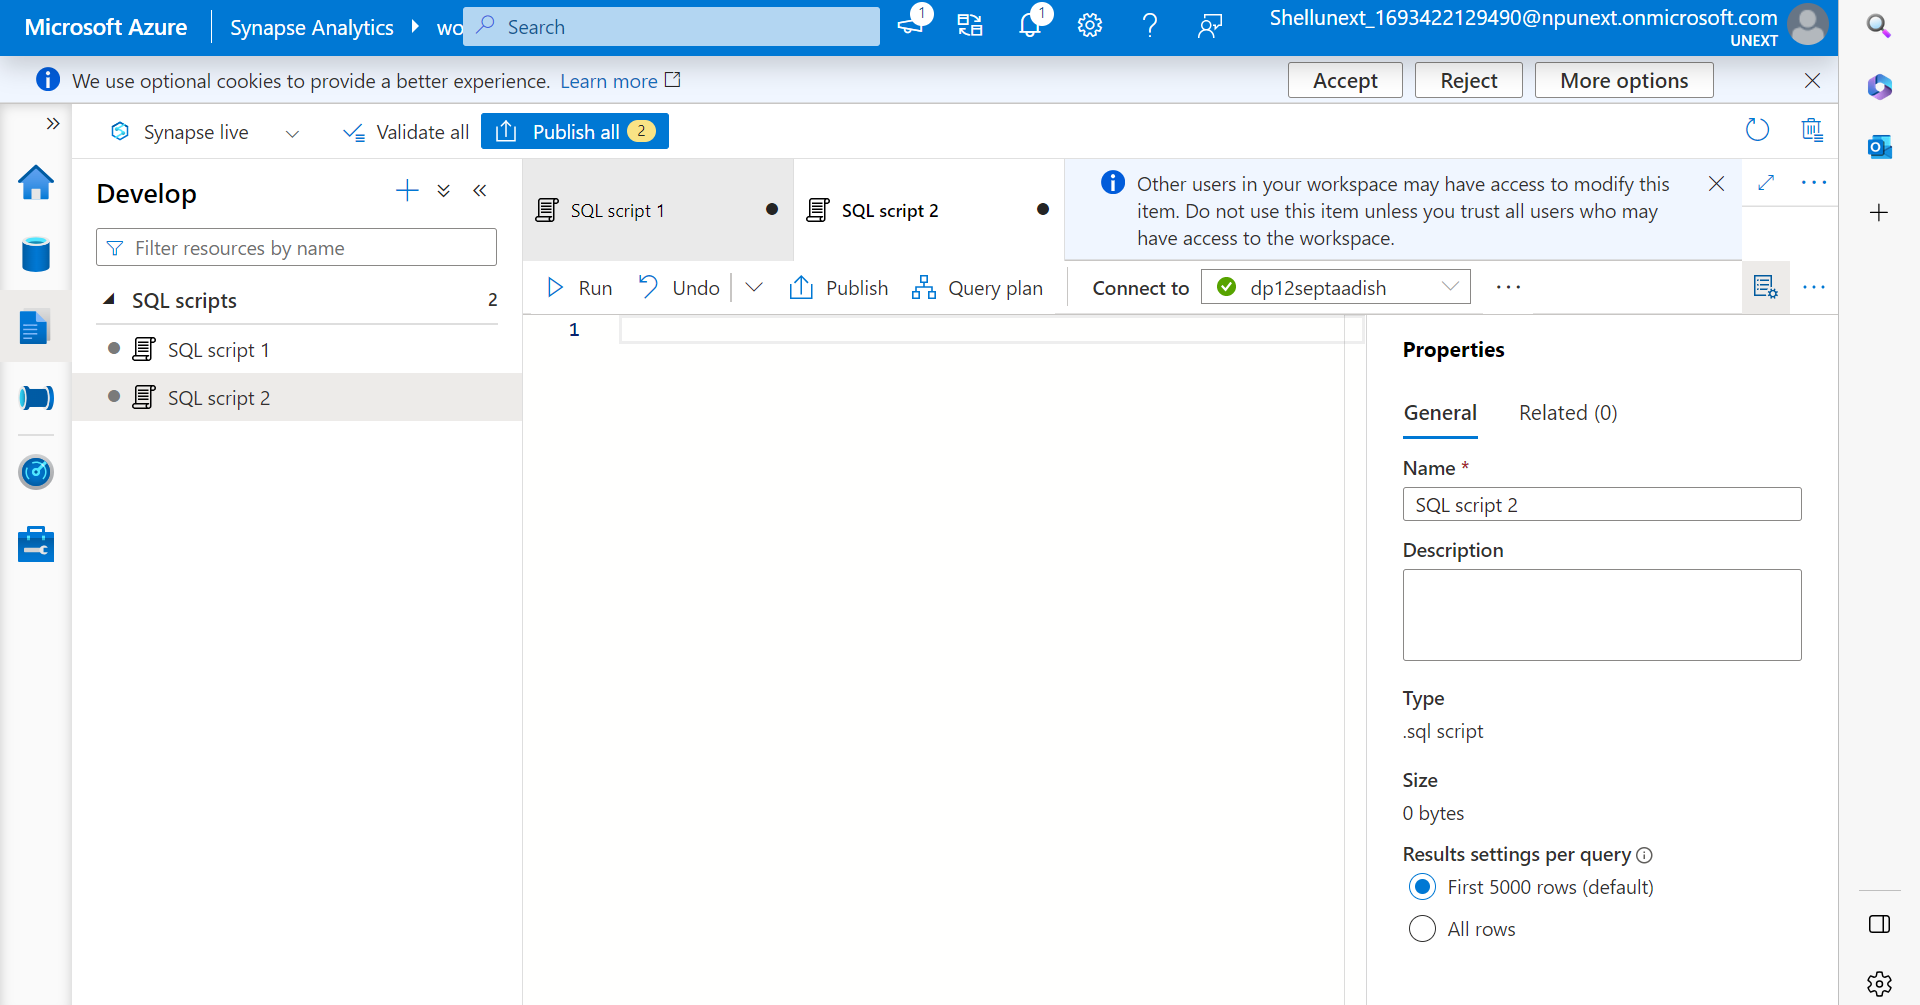 Microsoft Azure
Synapse Analytics
wo
Search
1
1
Shellunext_1693422129490@npunext.onmicrosoft.com
UNEXT
We use optional cookies to provide a better experience. Learn more
Accept
Reject
More options
Synapse live
Validate all
Publish all 2
Develop
Filter resources by name
SQL scripts 2
SQL script 1
SQL script 2
SQL script 1
SQL script 2
Other users in your workspace may have access to modify this
item. Do not use this item unless you trust all users who may
have access to the workspace.
Run
Undo
Publish
Query plan
Connect to
dp12septaadish
1
Properties
General
Related (0)
Name *
SQL script 2
Description
Type
.sql script
Size
0 bytes
Results settings per query
First 5000 rows (default)
All rows